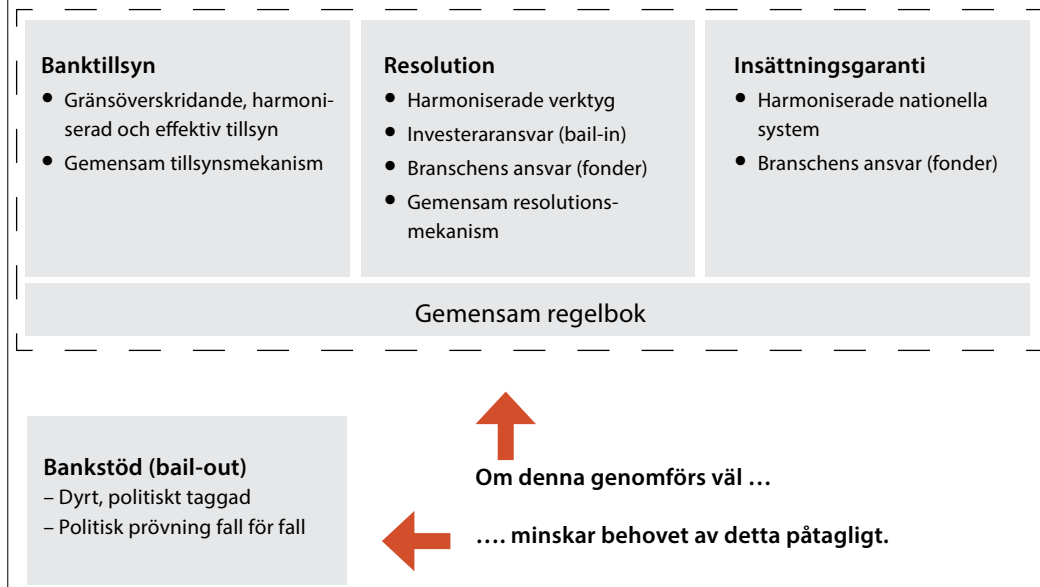 Banktillsyn
• Gränsöverskridande, harmoni-
serad och effektiv tillsyn
• Gemensam tillsynsmekanism
Resolution
• Harmoniserade verktyg
• Investeraransvar (bail-in)
• Branschens ansvar (fonder)
• Gemensam resolutions-
mekanism
Insättningsgaranti
• Harmoniserade nationella
system
• Branschens ansvar (fonder)
Gemensam regelbok
Bankstöd (bail-out)
– Dyrt, politiskt taggad
– Politisk prövning fall för fall
Om denna genomförs väl …
…. minskar behovet av detta påtagligt.